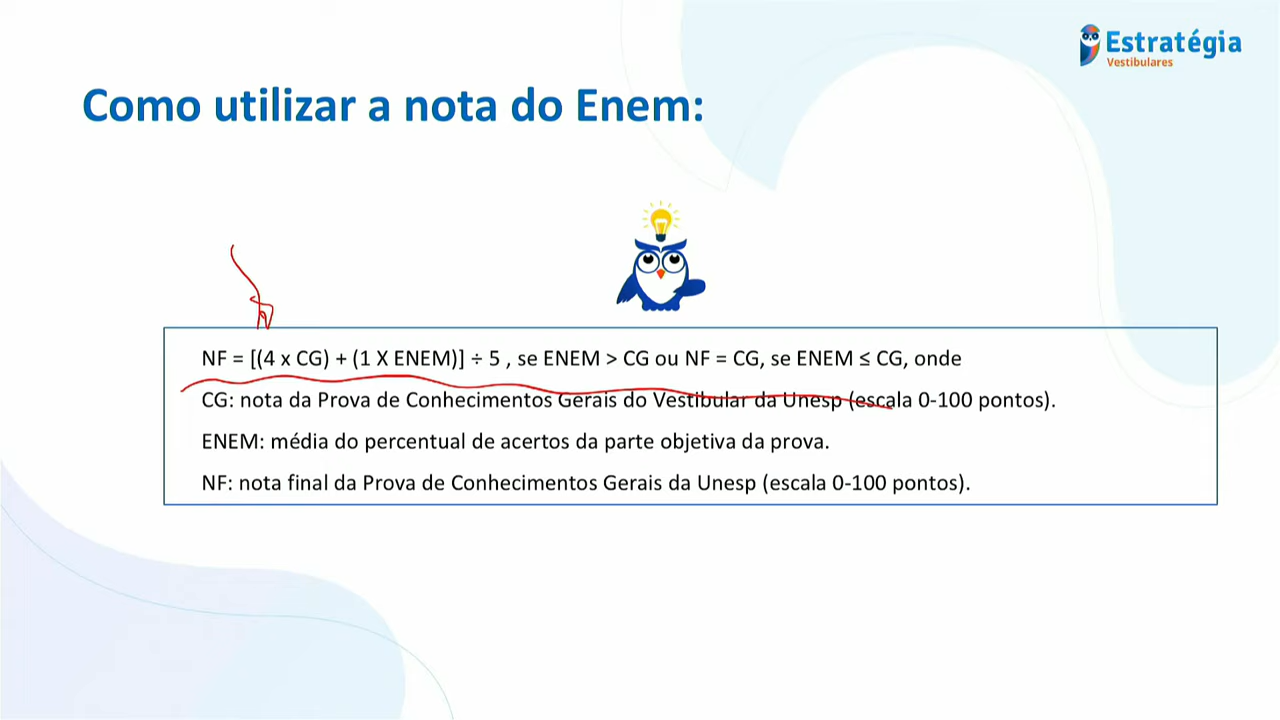 Estratégia
Vestibulares
Como utilizar a nota do Enem:
NF = [(4 x CG) + (1 X ENEM)] ÷ 5 , se ENEM > CG ou NF = CG, se ENEM ≤ CG, onde
CG: nota da Prova de Conhecimentos Gerais do Vestibular da Unesp (escala 0-100 pontos).
ENEM: média do percentual de acertos da parte objetiva da prova.
NF: nota final da Prova de Conhecimentos Gerais da Unesp (escala 0-100 pontos).